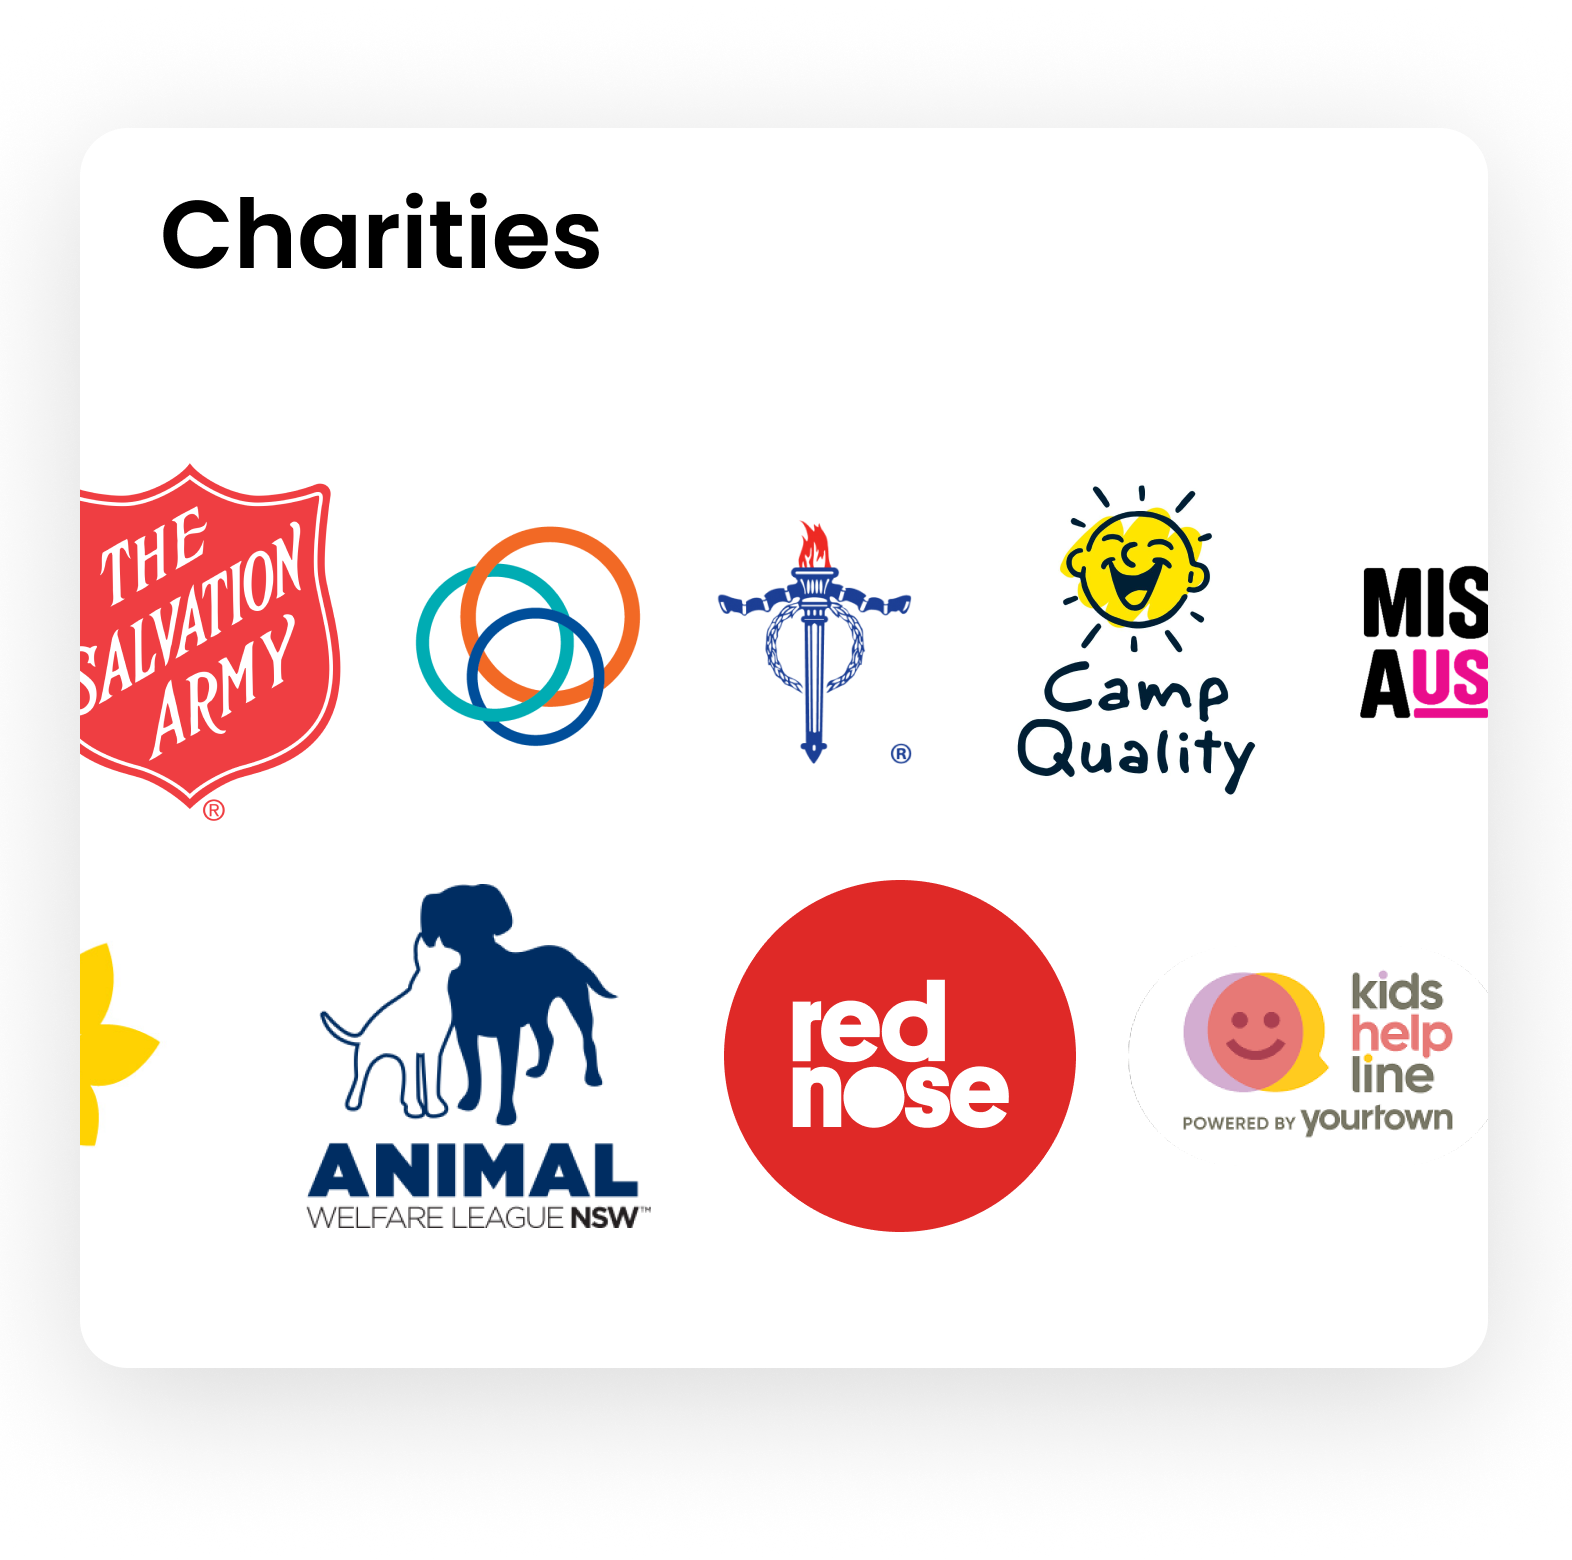 Charities
THE
SALVATION
ARMY
®
®
Camp
Quality
MIS
AUS
ANIMAL
WELFARE LEAGUE NSW™
red
nose
kids
help
line
POWERED BY yourtown